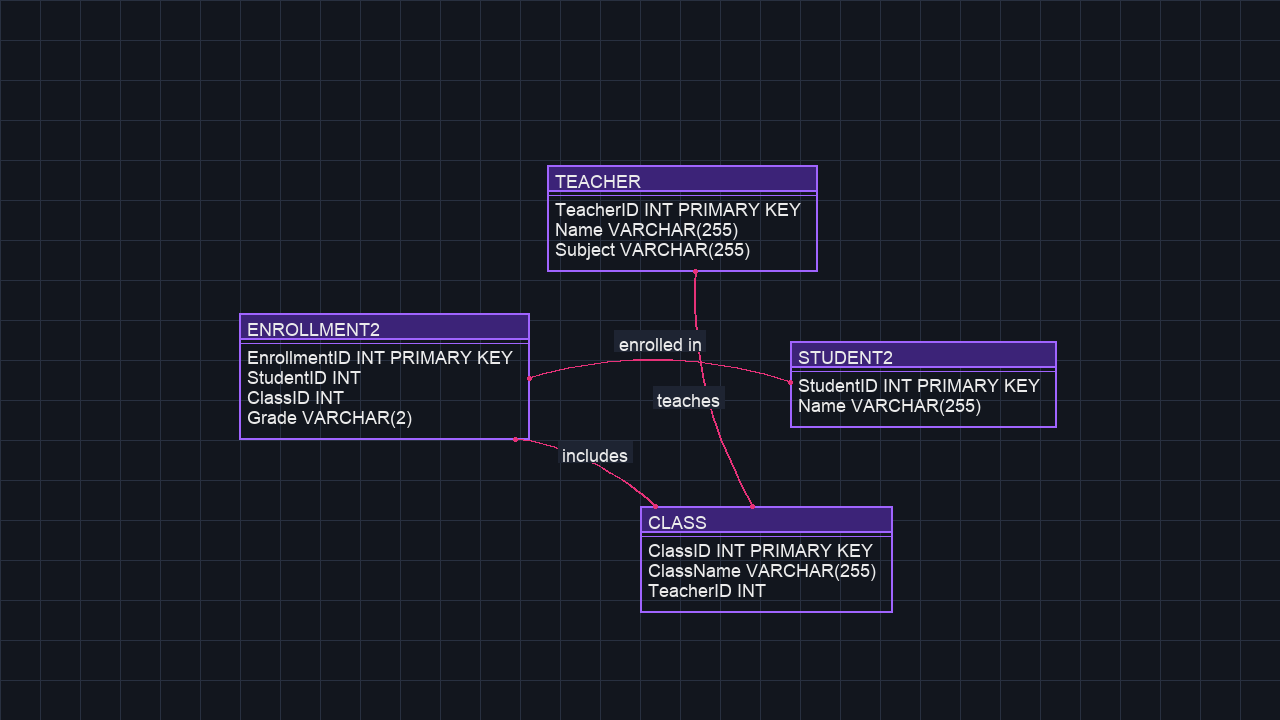 TEACHER
TeacherID INT PRIMARY KEY
Name VARCHAR(255)
Subject VARCHAR(255)
ENROLLMENT2
EnrollmentID INT PRIMARY KEY
StudentID INT
ClassID INT
Grade VARCHAR(2)
enrolled in
STUDENT2
StudentID INT PRIMARY KEY
Name VARCHAR(255)
teaches
includes
CLASS
ClassID INT PRIMARY KEY
ClassName VARCHAR(255)
TeacherID INT